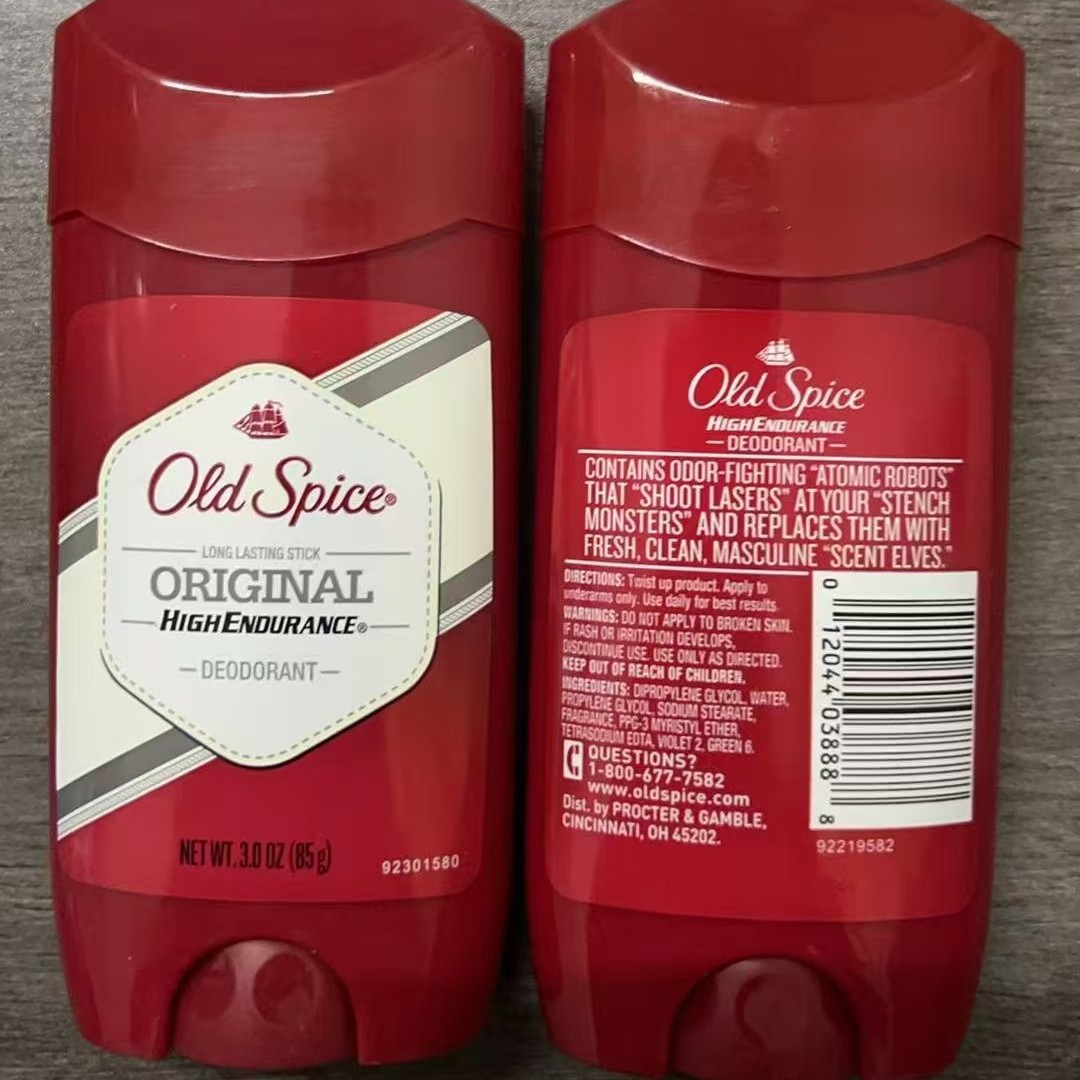 Old Spice®
LONG LASTING STICK
ORIGINAL
HIGH ENDURANCE®
DEODORANT
NET WT. 3.0 OZ (85 g)
92301580
Old Spice
HIGH ENDURANCE
DEODORANT
CONTAINS ODOR-FIGHTING "ATOMIC ROBOTS"
THAT "SHOOT LASERS" AT YOUR "STENCH
MONSTERS" AND REPLACES THEM WITH
FRESH, CLEAN, MASCULINE "SCENT ELVES."
DIRECTIONS: Twist up product. Apply to
underarms only. Use daily for best results.
WARNINGS: DO NOT APPLY TO BROKEN SKIN.
IF RASH OR IRRITATION DEVELOPS,
DISCONTINUE USE. USE ONLY AS DIRECTED.
KEEP OUT OF REACH OF CHILDREN.
INGREDIENTS: DIPROPYLENE GLYCOL, WATER,
PROPYLENE GLYCOL, SODIUM STEARATE,
FRAGRANCE, PPG-3 MYRISTYL ETHER,
TETRASODIUM EDTA, VIOLET 2, GREEN 6.
QUESTIONS?
1-800-677-7582
www.oldspice.com
Dist. by PROCTER & GAMBLE,
CINCINNATI, OH 45202.
0 12044 03888 8
92219582